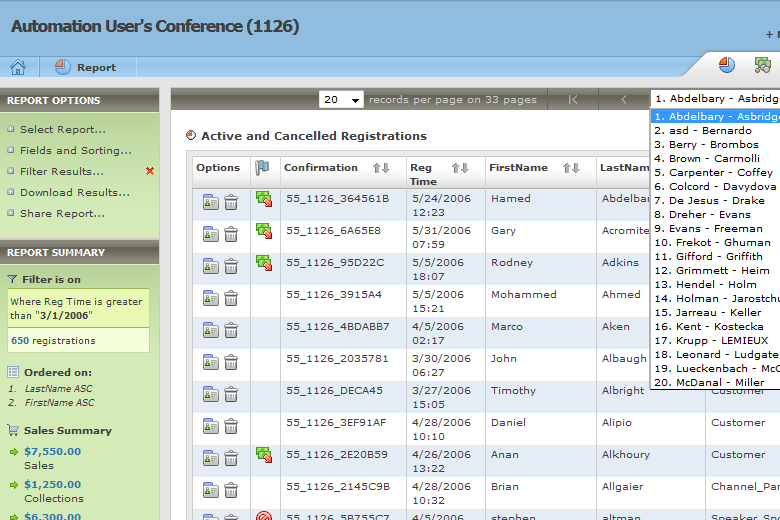 Automation User's Conference (1126)
Report
REPORT OPTIONS
Select Report...
Fields and Sorting...
Filter Results...
Download Results...
Share Report...
REPORT SUMMARY
Filter is on
Where Reg Time is greater
than "3/1/2006"
650 registrations
Ordered on:
1. LastName ASC
2. FirstName ASC
Sales Summary
$7,550.00
Sales
$1,250.00
Collections
$6,300.00
20 records per page on 33 pages
1. Abdelbary - Asbridg
1. Abdelbary - Asbridg
2. asd - Bernardo
3. Berry - Brombos
4. Brown - Carmolli
5. Carpenter - Coffey
6. Colcord - Davydova
7. De Jesus - Drake
8. Dreher - Evans
9. Evans - Freeman
10. Frekot - Ghuman
11. Gifford - Griffith
12. Grimmett - Heim
13. Hendel - Holm
14. Holman - Jarostchu
15. Jarreau - Keller
16. Kent - Kostecka
17. Krupp - LEMIEUX
18. Leonard - Ludgate
19. Lueckenbach - McC
20. McDanal - Miller
Active and Cancelled Registrations
Options Confirmation Reg Time FirstName LastNam
55_1126_364561B 5/24/2006 12:23 Hamed Abdelbar
55_1126_6A65E8 5/31/2006 07:59 Gary Acromite
55_1126_95D22C 5/5/2006 18:07 Rodney Adkins
55_1126_3915A4 5/5/2006 15:21 Mohammed Ahmed
55_1126_4BDABB7 4/5/2006 02:17 Marco Aken
55_1126_2035781 3/30/2006 06:27 John Albaugh
55_1126_DECA45 3/27/2006 15:05 Timothy Albright Customer
55_1126_3EF91AF 4/28/2006 10:10 Daniel Alipio Customer
55_1126_2E20B59 4/26/2006 13:22 Anan Alkhoury Customer
55_1126_2145C9B 4/28/2006 10:32 Brian Allgaier Channel_Par
55_1126_5B755C7 4/5/2006 stephen altman Speaker_Spo